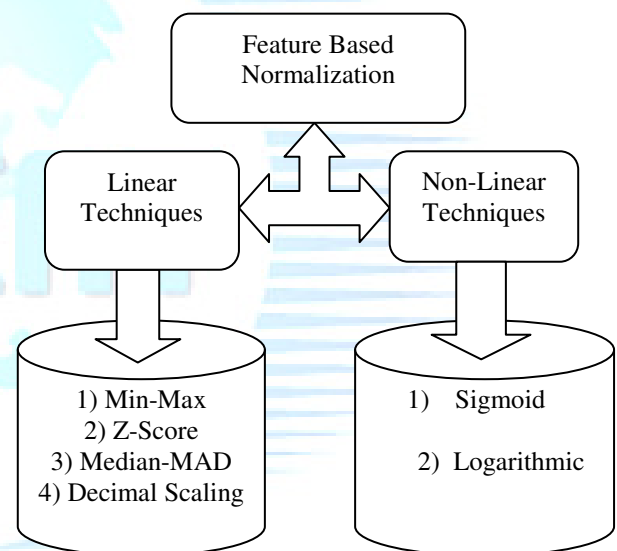 Feature Based
Normalization
Linear
Techniques
Non-Linear
Techniques
1) Min-Max
2) Z-Score
3) Median-MAD
4) Decimal Scaling
1) Sigmoid
2) Logarithmic